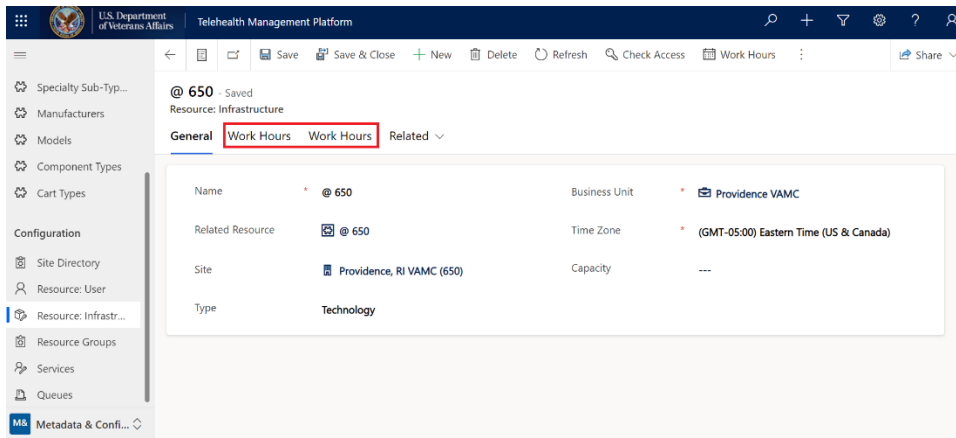 U.S. Department
of Veterans Affairs
Telehealth Management Platform
Save
Save & Close
New
Delete
Refresh
Check Access
Work Hours
Share
Specialty Sub-Typ...
Manufacturers
Models
Component Types
Cart Types
Configuration
Site Directory
Resource: User
Resource: Infrastr...
Resource Groups
Services
Queues
M& Metadata & Confi...
@ 650 - Saved
Resource: Infrastructure
General Work Hours Work Hours Related
Name * @ 650
Business Unit * Providence VAMC
Related Resource @ 650
Time Zone * (GMT-05:00) Eastern Time (US & Canada)
Site Providence, RI VAMC (650)
Capacity ---
Type Technology